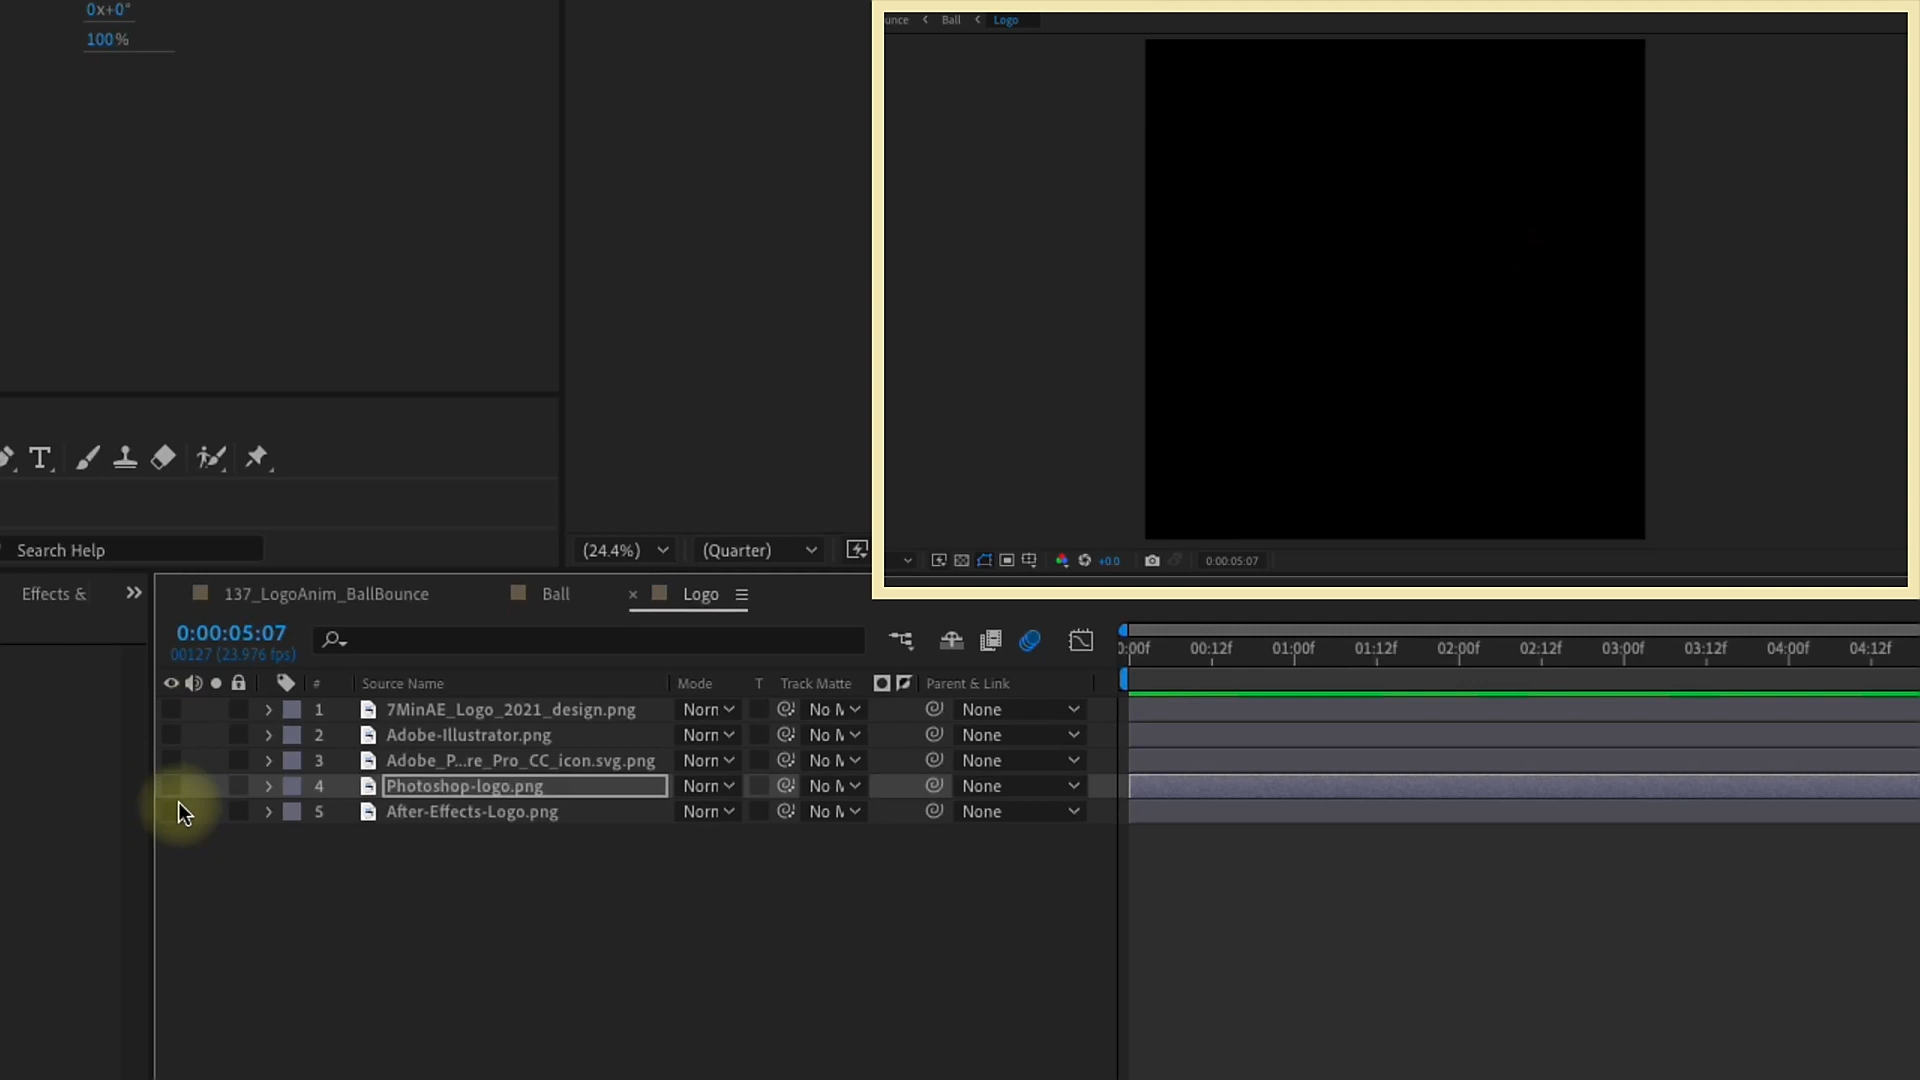 0x+0°
100%
unce < Ball < Logo
+0.0
0:00:05:07
T
Search Help
(24.4%)
(Quarter)
Effects &
137_LogoAnim_BallBounce
Ball
× Logo
0:00:05:07
00127 (23.976 fps)
0:00f 00:12f 01:00f 01:12f 02:00f 02:12f 03:00f 03:12f 04:00f 04:12f
# Source Name Mode T Track Matte Parent & Link
1 7MinAE_Logo_2021_design.png Norn No M None
2 Adobe-Illustrator.png Norn No M None
3 Adobe_P...re_Pro_CC_icon.svg.png Norn No M None
4 Photoshop-logo.png Norn No M None
5 After-Effects-Logo.png Norn No M None